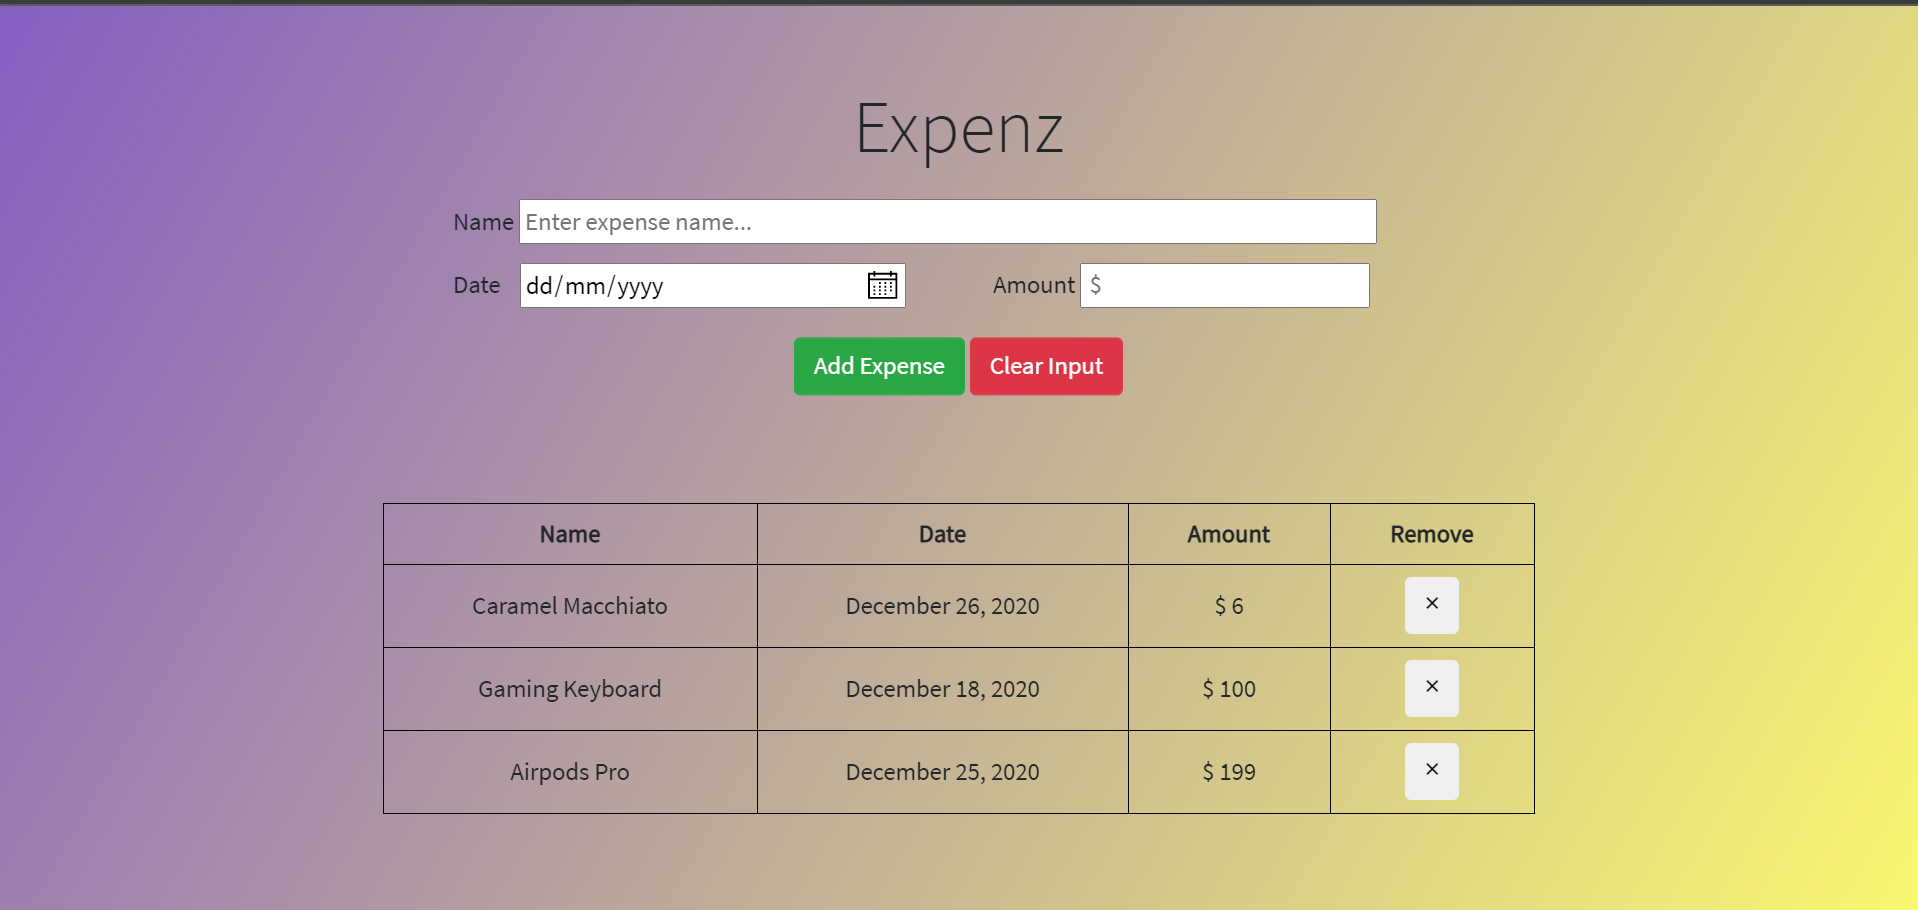 Expenz
Name Enter expense name...
Date dd/mm/yyyy Amount $
Add Expense Clear Input
Name Date Amount Remove
Caramel Macchiato December 26, 2020 $ 6 ×
Gaming Keyboard December 18, 2020 $ 100 ×
Airpods Pro December 25, 2020 $ 199 ×